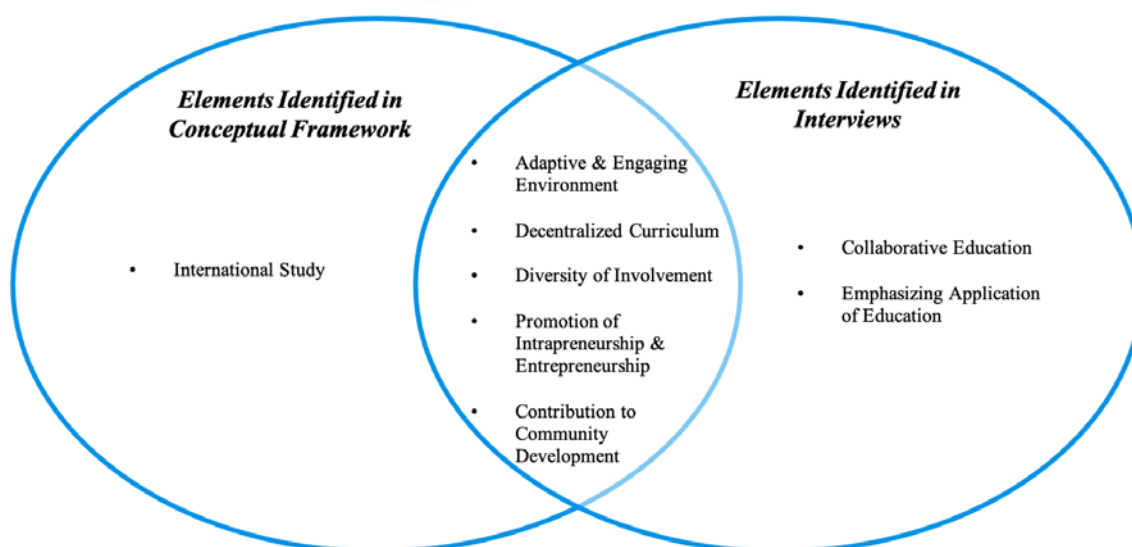 Elements Identified in
Conceptual Framework
• International Study
• Adaptive & Engaging
Environment
• Decentralized Curriculum
• Diversity of Involvement
• Promotion of
Intrapreneurship &
Entrepreneurship
• Contribution to
Community
Development
Elements Identified in
Interviews
• Collaborative Education
• Emphasizing Application
of Education